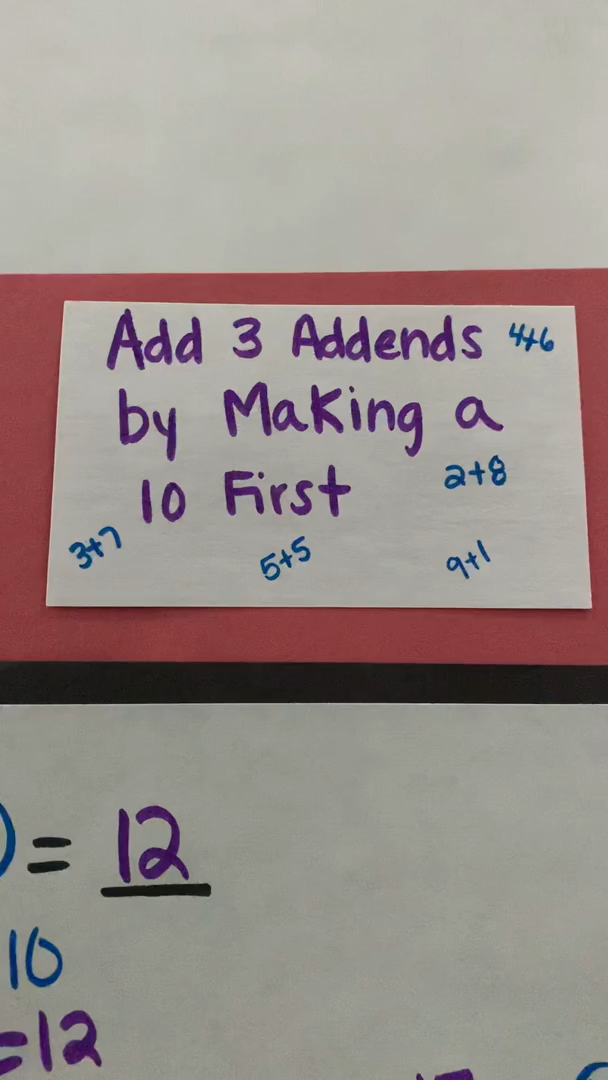 Add 3 Addends 4+6
by Making a
10 First 2+8
3+7 5+5 9+1
= 12
10
=12